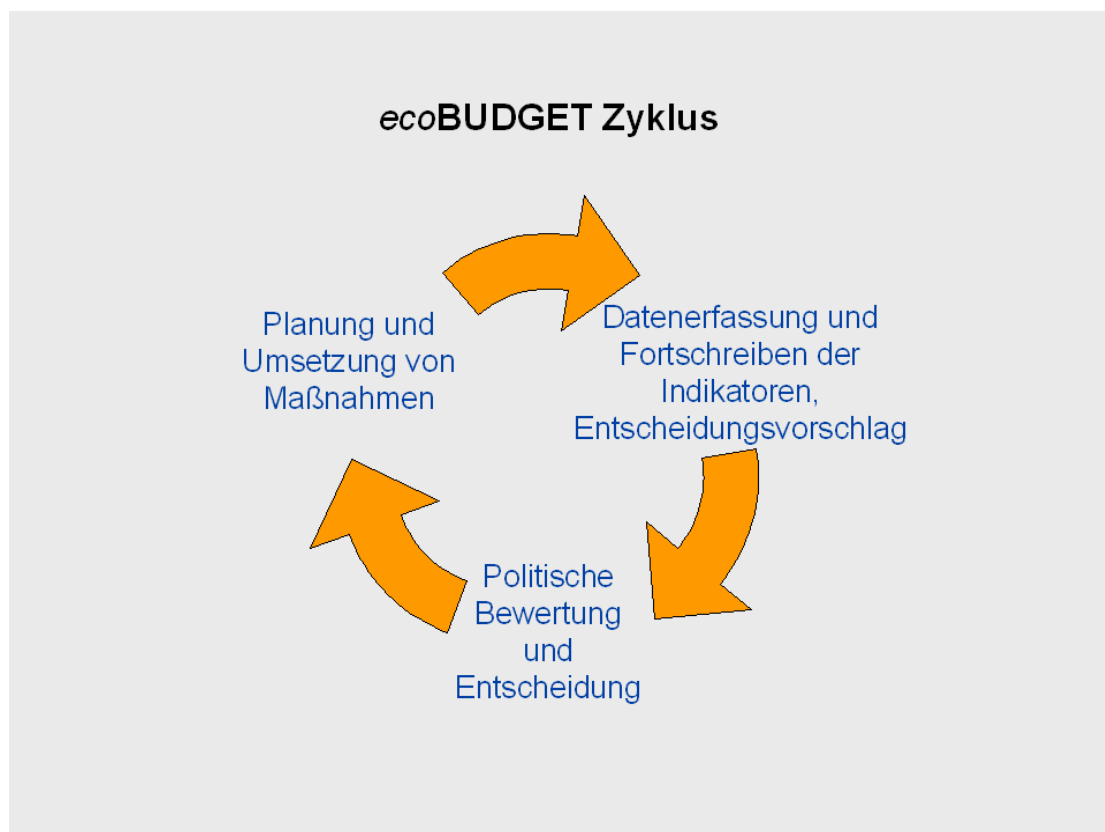 ecoBUDGET Zyklus
Planung und
Umsetzung von
Maßnahmen
Datenerfassung und
Fortschreiben der
Indikatoren,
Entscheidungsvorschlag
Politische
Bewertung
und
Entscheidung